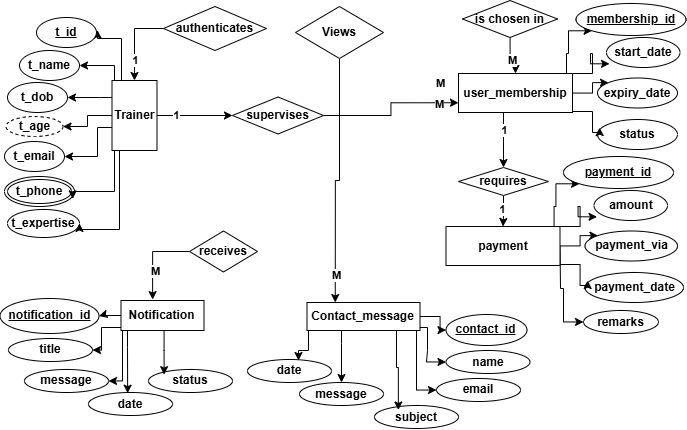 t_id
authenticates
Views
is chosen in
membership_id
start_date
t_name
1
M
M
t_dob
Trainer
1
supervises
M
user_membership
expiry_date
t_age
status
t_email
1
t_phone
requires
payment_id
t_expertise
1
amount
payment
payment_via
receives
M
M
payment_date
notification_id
Notification
Contact_message
contact_id
remarks
title
name
message
status
date
message
email
date
subject